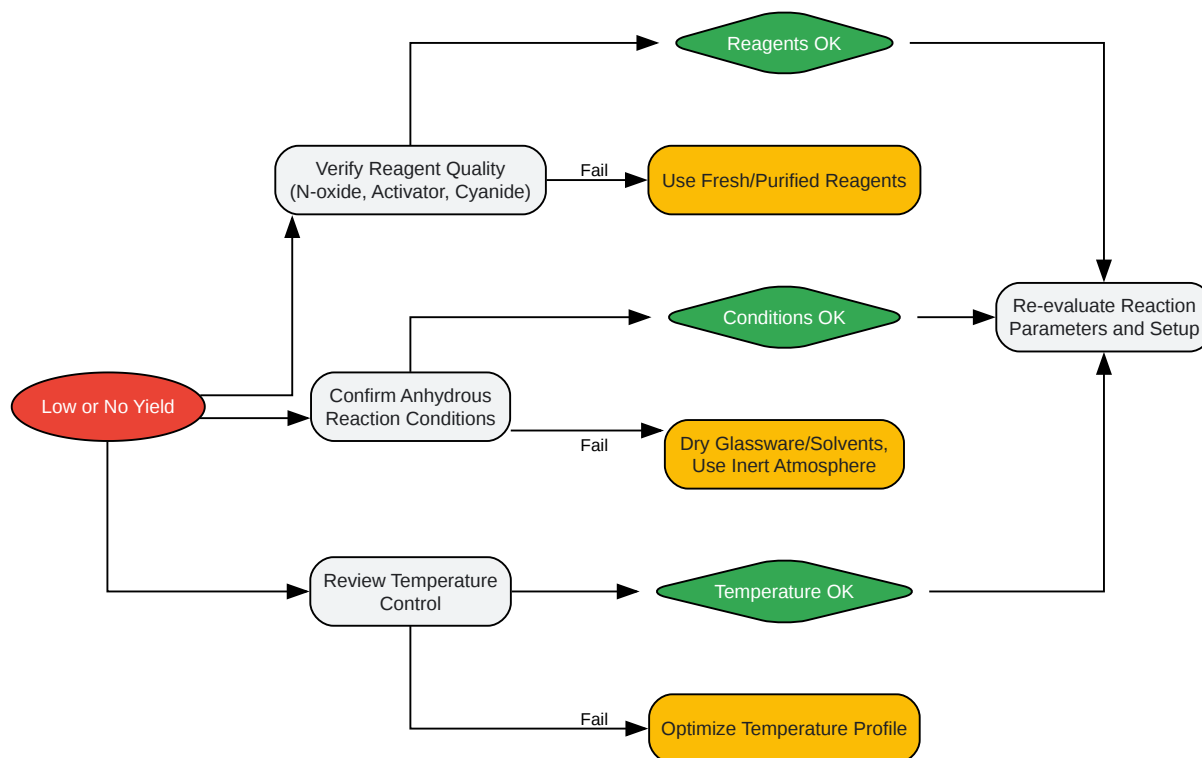 Reagents OK
Verify Reagent Quality
(N-oxide, Activator, Cyanide)
Fail
Use Fresh/Purified Reagents
Conditions OK
Re-evaluate Reaction
Parameters and Setup
Low or No Yield
Confirm Anhydrous
Reaction Conditions
Fail
Dry Glassware/Solvents,
Use Inert Atmosphere
Review Temperature
Control
Temperature OK
Fail
Optimize Temperature Profile